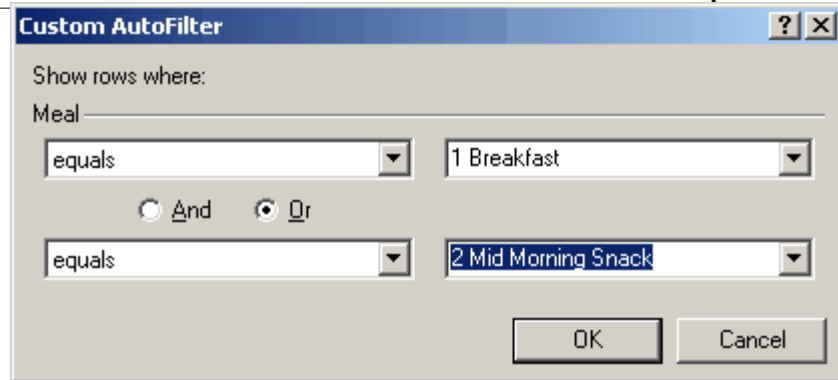 Custom AutoFilter
Show rows where:
Meal
equals 1 Breakfast
And Or
equals 2 Mid Morning Snack
OK Cancel